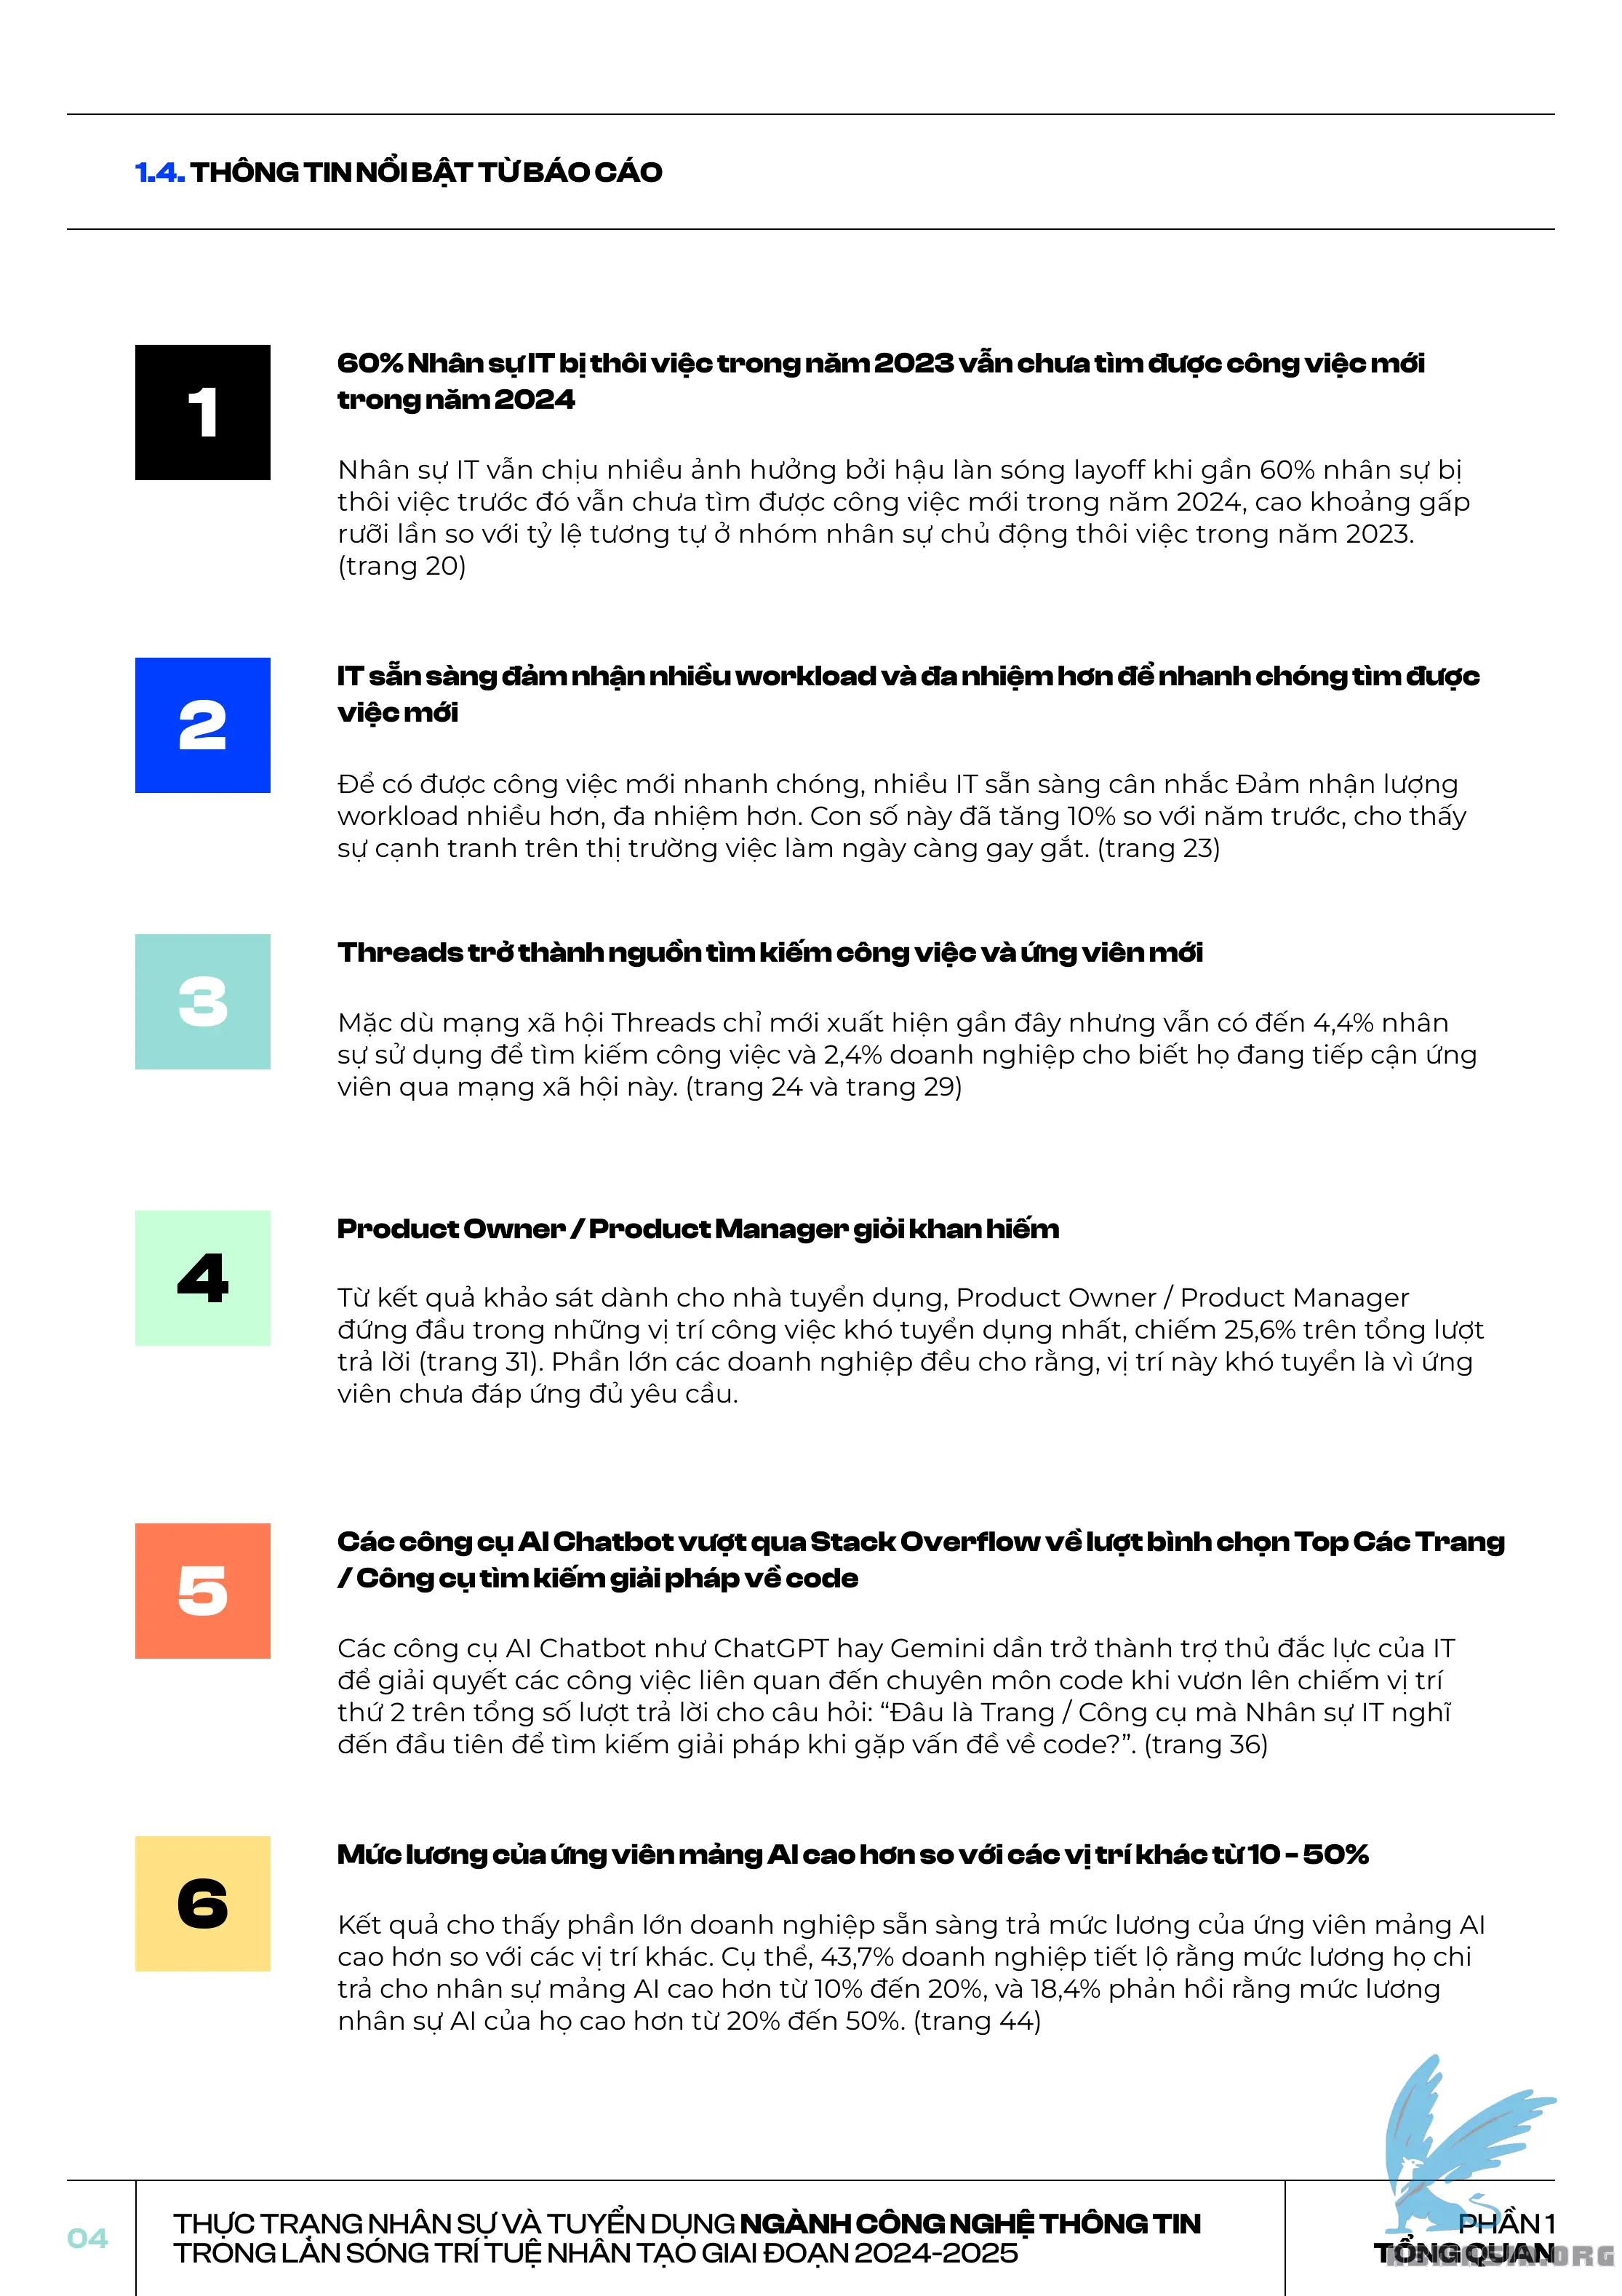 1.4. THÔNG TIN NỔI BẬT TỪ BÁO CÁO
1
60% Nhân sự IT bị thôi việc trong năm 2023 vẫn chưa tìm được công việc mới
trong năm 2024
Nhân sự IT vẫn chịu nhiều ảnh hưởng bởi hậu làn sóng layoff khi gần 60% nhân sự bị
thôi việc trước đó vẫn chưa tìm được công việc mới trong năm 2024, cao khoảng gấp
rưỡi lần so với tỷ lệ tương tự ở nhóm nhân sự chủ động thôi việc trong năm 2023.
(trang 20)
2
IT sẵn sàng đảm nhận nhiều workload và đa nhiệm hơn để nhanh chóng tìm được
việc mới
Để có được công việc mới nhanh chóng, nhiều IT sẵn sàng cân nhắc Đảm nhận lượng
workload nhiều hơn, đa nhiệm hơn. Con số này đã tăng 10% so với năm trước, cho thấy
sự cạnh tranh trên thị trường việc làm ngày càng gay gắt. (trang 23)
3
Threads trở thành nguồn tìm kiếm công việc và ứng viên mới
Mặc dù mạng xã hội Threads chỉ mới xuất hiện gần đây nhưng vẫn có đến 4,4% nhân
sự sử dụng để tìm kiếm công việc và 2,4% doanh nghiệp cho biết họ đang tiếp cận ứng
viên qua mạng xã hội này. (trang 24 và trang 29)
4
Product Owner / Product Manager giỏi khan hiếm
Từ kết quả khảo sát dành cho nhà tuyển dụng, Product Owner / Product Manager
đứng đầu trong những vị trí công việc khó tuyển dụng nhất, chiếm 25,6% trên tổng lượt
trả lời (trang 31). Phần lớn các doanh nghiệp đều cho rằng, vị trí này khó tuyển là vì ứng
viên chưa đáp ứng đủ yêu cầu.
5
Các công cụ AI Chatbot vượt qua Stack Overflow về lượt bình chọn Top Các Trang
/ Công cụ tìm kiếm giải pháp về code
Các công cụ AI Chatbot như ChatGPT hay Gemini dần trở thành trợ thủ đắc lực của IT
để giải quyết các công việc liên quan đến chuyên môn code khi vươn lên chiếm vị trí
thứ 2 trên tổng số lượt trả lời cho câu hỏi: “Đâu là Trang / Công cụ mà Nhân sự IT nghĩ
đến đầu tiên để tìm kiếm giải pháp khi gặp vấn đề về code?”. (trang 36)
6
Mức lương của ứng viên mảng AI cao hơn so với các vị trí khác từ 10 - 50%
Kết quả cho thấy phần lớn doanh nghiệp sẵn sàng trả mức lương của ứng viên mảng AI
cao hơn so với các vị trí khác. Cụ thể, 43,7% doanh nghiệp tiết lộ rằng mức lương họ chi
trả cho nhân sự mảng AI cao hơn từ 10% đến 20%, và 18,4% phản hồi rằng mức lương
nhân sự AI của họ cao hơn từ 20% đến 50%. (trang 44)
04
THỰC TRẠNG NHÂN SỰ VÀ TUYỂN DỤNG NGÀNH CÔNG NGHỆ THÔNG TIN
TRONG LÀN SÓNG TRÍ TUỆ NHÂN TẠO GIAI ĐOẠN 2024-2025
PHẦN 1
TỔNG QUAN